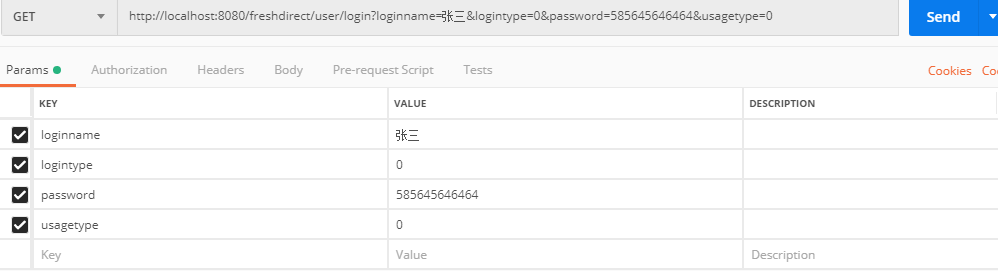 GET http://localhost:8080/freshdirect/user/login?loginname=张三&logintype=0&password=585645646464&usagetype=0 Send
Params Authorization Headers Body Pre-request Script Tests Cookies Co
KEY VALUE DESCRIPTION
loginname 张三
logintype 0
password 585645646464
usagetype 0
Key Value Description